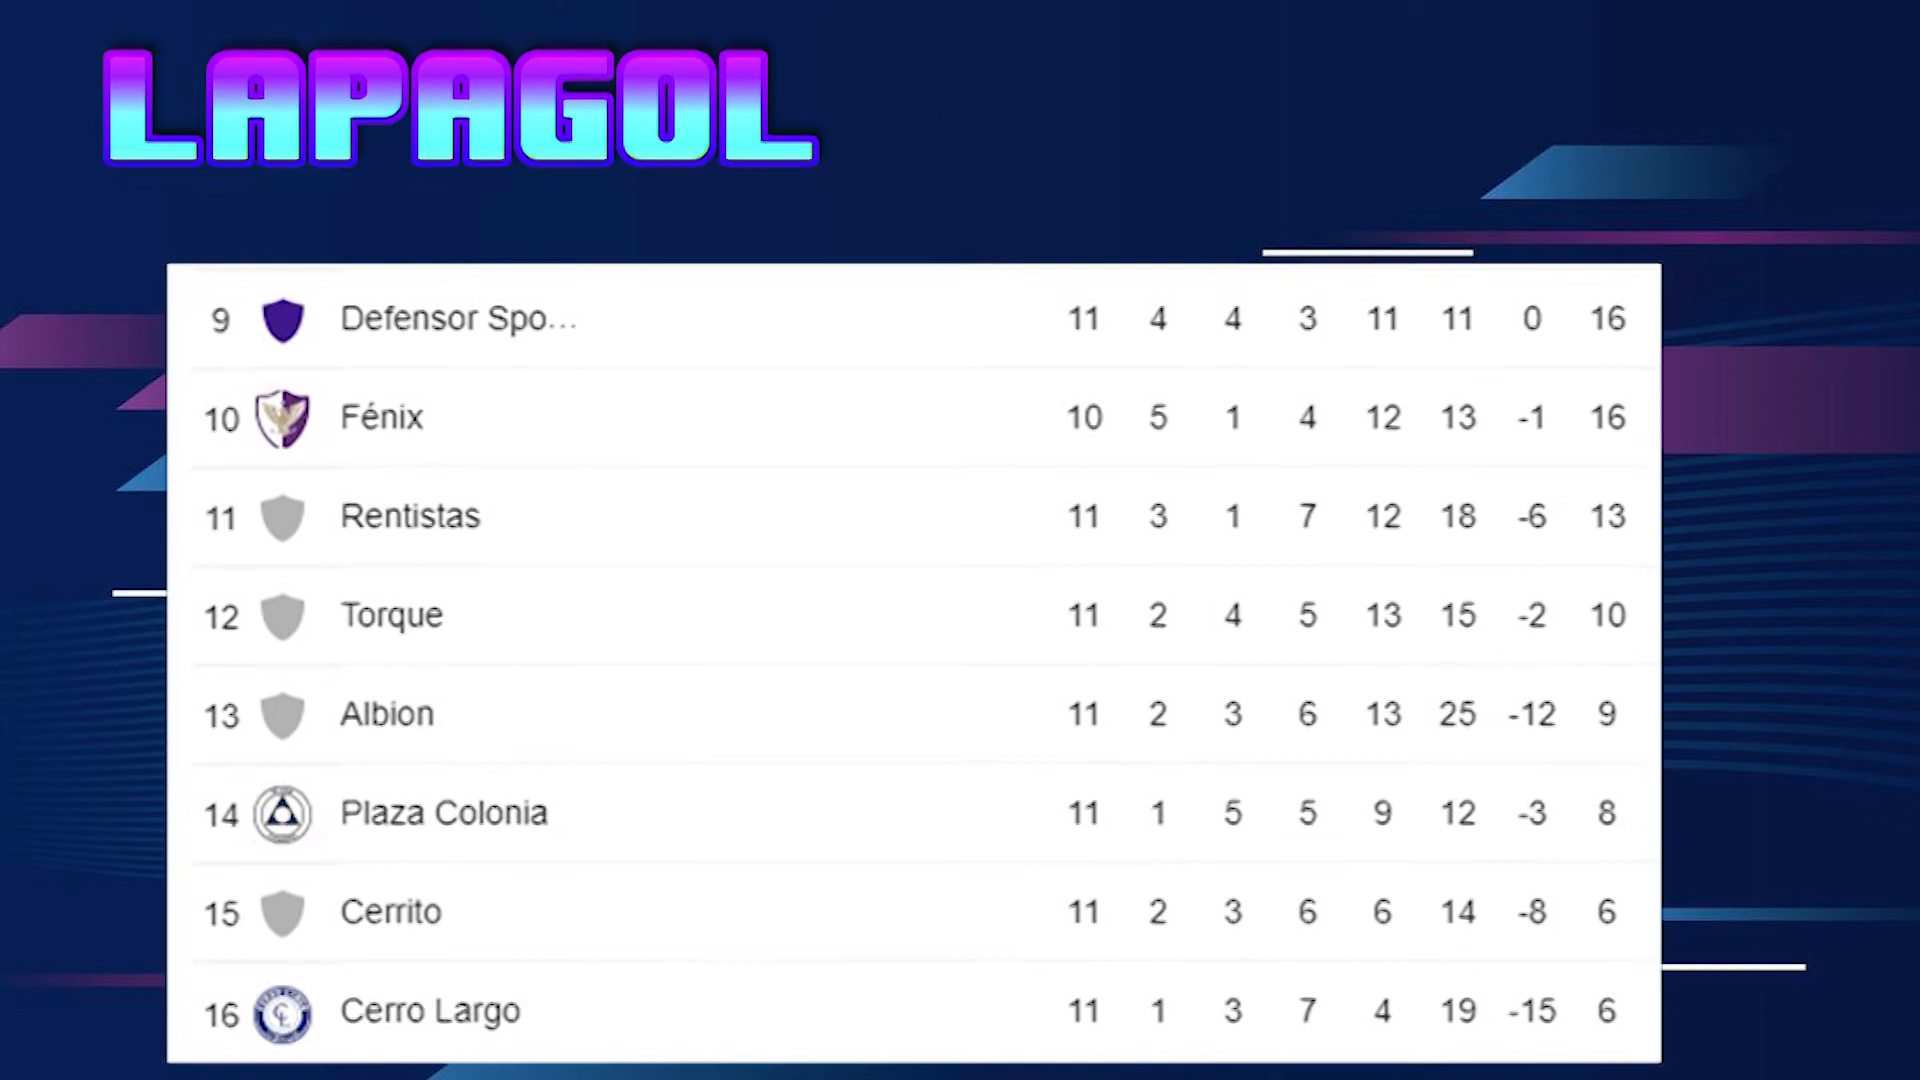 LAPAGOL
9 Defensor Spo... 11 4 4 3 11 11 0 16
10 Fénix 10 5 1 4 12 13 -1 16
11 Rentistas 11 3 1 7 12 18 -6 13
12 Torque 11 2 4 5 13 15 -2 10
13 Albion 11 2 3 6 13 25 -12 9
14 Plaza Colonia 11 1 5 5 9 12 -3 8
15 Cerrito 11 2 3 6 6 14 -8 6
16 Cerro Largo 11 1 3 7 4 19 -15 6